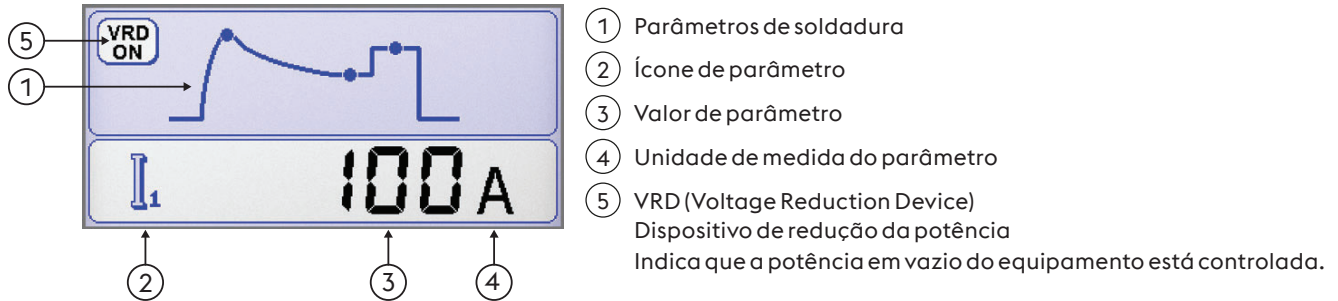 5
VRD
ON
1
I1
100 A
2
3
4
1 Parâmetros de soldadura
2 Ícone de parâmetro
3 Valor de parâmetro
4 Unidade de medida do parâmetro
5 VRD (Voltage Reduction Device)
Dispositivo de redução da potência
Indica que a potência em vazio do equipamento está controlada.